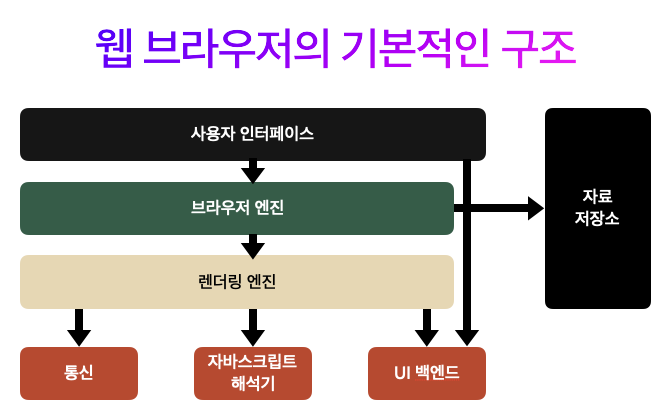 웹 브라우저의 기본적인 구조
사용자 인터페이스
브라우저 엔진
자료
저장소
렌더링 엔진
통신
자바스크립트
해석기
UI 백엔드